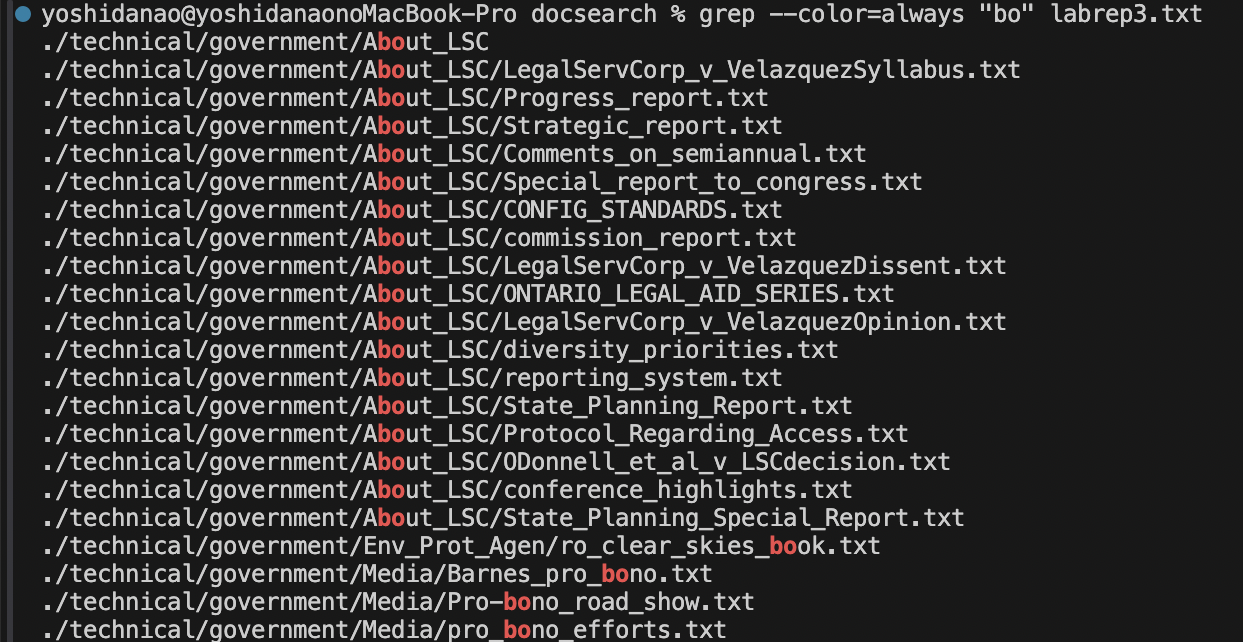 yoshidanao@yoshidanaonoMacBook-Pro docsearch % grep --color=always "bo" labrep3.txt
./technical/government/About_LSC
./technical/government/About_LSC/LegalServCorp_v_VelazquezSyllabus.txt
./technical/government/About_LSC/Progress_report.txt
./technical/government/About_LSC/Strategic_report.txt
./technical/government/About_LSC/Comments_on_semiannual.txt
./technical/government/About_LSC/Special_report_to_congress.txt
./technical/government/About_LSC/CONFIG_STANDARDS.txt
./technical/government/About_LSC/commission_report.txt
./technical/government/About_LSC/LegalServCorp_v_VelazquezDissent.txt
./technical/government/About_LSC/ONTARIO_LEGAL_AID_SERIES.txt
./technical/government/About_LSC/LegalServCorp_v_VelazquezOpinion.txt
./technical/government/About_LSC/diversity_priorities.txt
./technical/government/About_LSC/reporting_system.txt
./technical/government/About_LSC/State_Planning_Report.txt
./technical/government/About_LSC/Protocol_Regarding_Access.txt
./technical/government/About_LSC/ODonnell_et_al_v_LSCdecision.txt
./technical/government/About_LSC/conference_highlights.txt
./technical/government/About_LSC/State_Planning_Special_Report.txt
./technical/government/Env_Prot_Agen/ro_clear_skies_book.txt
./technical/government/Media/Barnes_pro_bono.txt
./technical/government/Media/Pro-bono_road_show.txt
./technical/government/Media/pro_bono_efforts.txt